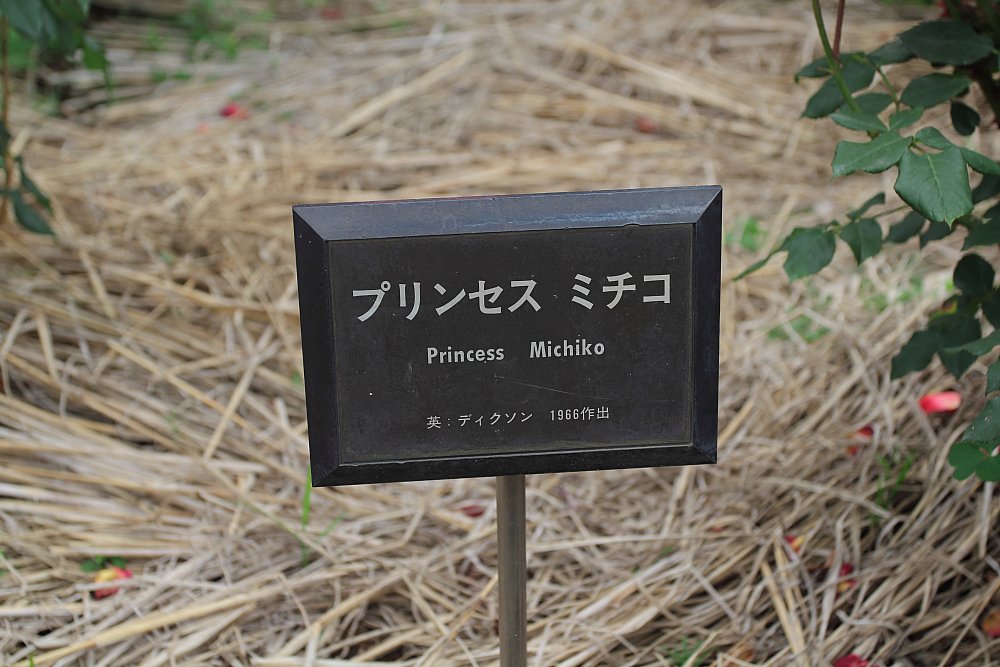 プリンセス ミチコ
Princess Michiko
英：ディクソン 1966作出